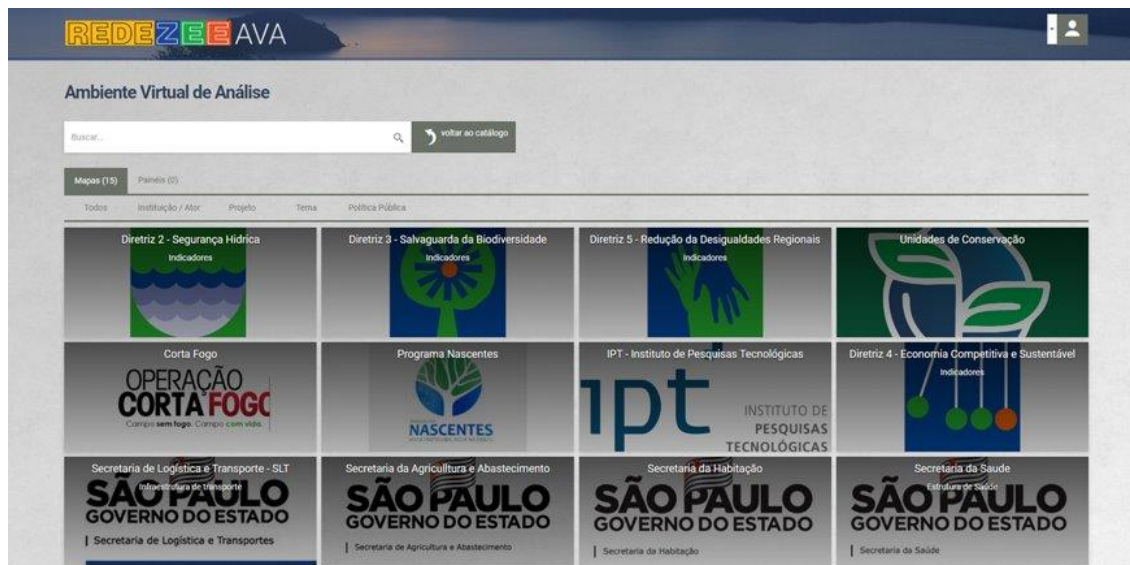 REDEZEE AVA
Ambiente Virtual de Análise
Buscar...
voltar ao catálogo
Mapas (15) Painéis (0)
Todos Instituição / Ator Projeto Tema Política Pública
Diretriz 2 - Segurança Hídrica
Indicadores
Diretriz 3 - Salvaguarda da Biodiversidade
Indicadores
Diretriz 5 - Redução da Desigualdades Regionais
Indicadores
Unidades de Conservação
Corta Fogo
OPERAÇÃO
CORTA FOGO
Campo sem fogo. Campo com vida.
Programa Nascentes
NASCENTES
IPT - Instituto de Pesquisas Tecnológicas
ipt
INSTITUTO DE
PESQUISAS
TECNOLÓGICAS
Diretriz 4 - Economia Competitiva e Sustentável
Indicadores
Secretaria de Logística e Transporte - SLT
Infraestrutura de transporte
SÃO PAULO
GOVERNO DO ESTADO
Secretaria de Logística e Transportes
Secretaria da Agricultura e Abastecimento
SÃO PAULO
GOVERNO DO ESTADO
Secretaria de Agricultura e Abastecimento
Secretaria da Habitação
SÃO PAULO
GOVERNO DO ESTADO
Secretaria da Habitação
Secretaria da Saude
Estrutura de Saúde
SÃO PAULO
GOVERNO DO ESTADO
Secretaria da Saúde